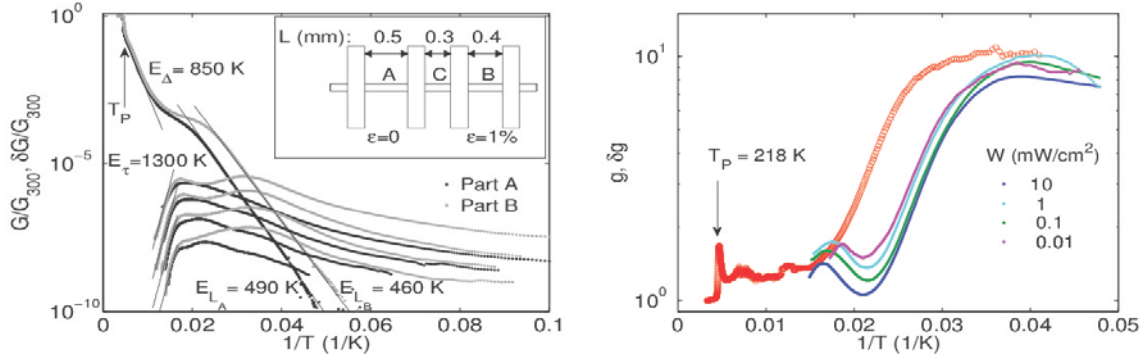 10^0
10^-5
10^-10
G/G_300, δG/G_300
E_Δ = 850 K
T_P
E_τ = 1300 K
L (mm): 0.5 0.3 0.4
A C B
ε=0 ε=1%
Part A
Part B
E_L_A = 490 K E_L_B = 460 K
0 0.02 0.04 0.06 0.08 0.1
1/T (1/K)
10^1
10^0
g, δg
T_P = 218 K
W (mW/cm^2)
10
1
0.1
0.01
0 0.01 0.02 0.03 0.04 0.05
1/T (1/K)